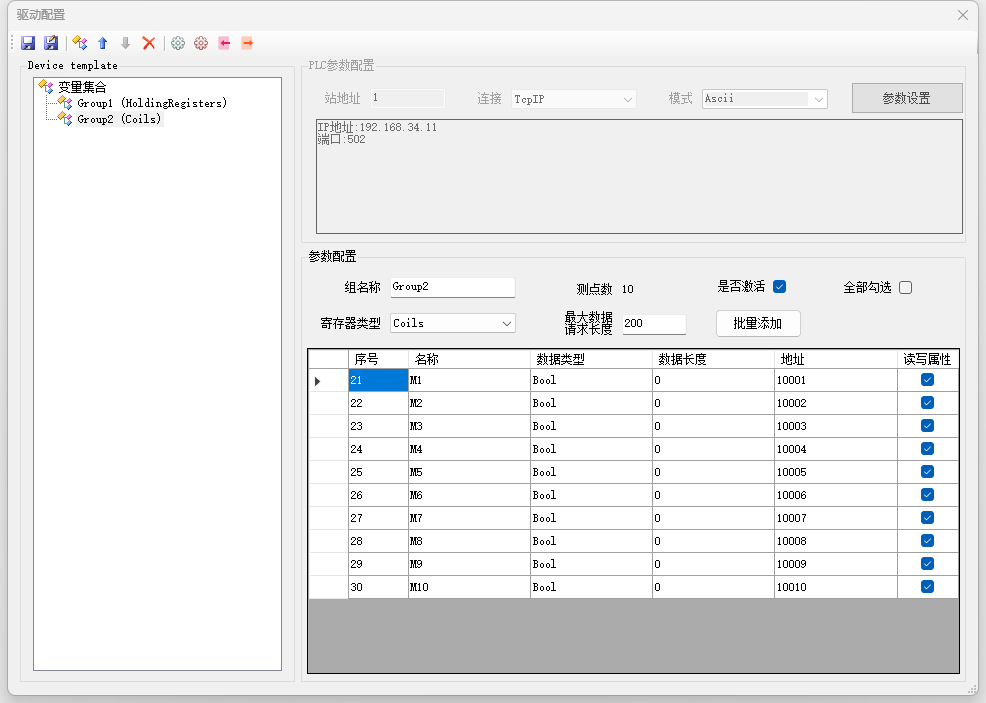 驱动配置
Device template
变量集合
Group1 (HoldingRegisters)
Group2 (Coils)
PLC参数配置
站地址 1 连接 TcpIP 模式 Ascii 参数设置
IP地址:192.168.34.11
端口:502
参数配置
组名称 Group2 测点数 10 是否激活 全部勾选
寄存器类型 Coils 最大数据请求长度 200 批量添加
序号 名称 数据类型 数据长度 地址 读写属性
21 M1 Bool 0 10001
22 M2 Bool 0 10002
23 M3 Bool 0 10003
24 M4 Bool 0 10004
25 M5 Bool 0 10005
26 M6 Bool 0 10006
27 M7 Bool 0 10007
28 M8 Bool 0 10008
29 M9 Bool 0 10009
30 M10 Bool 0 10010